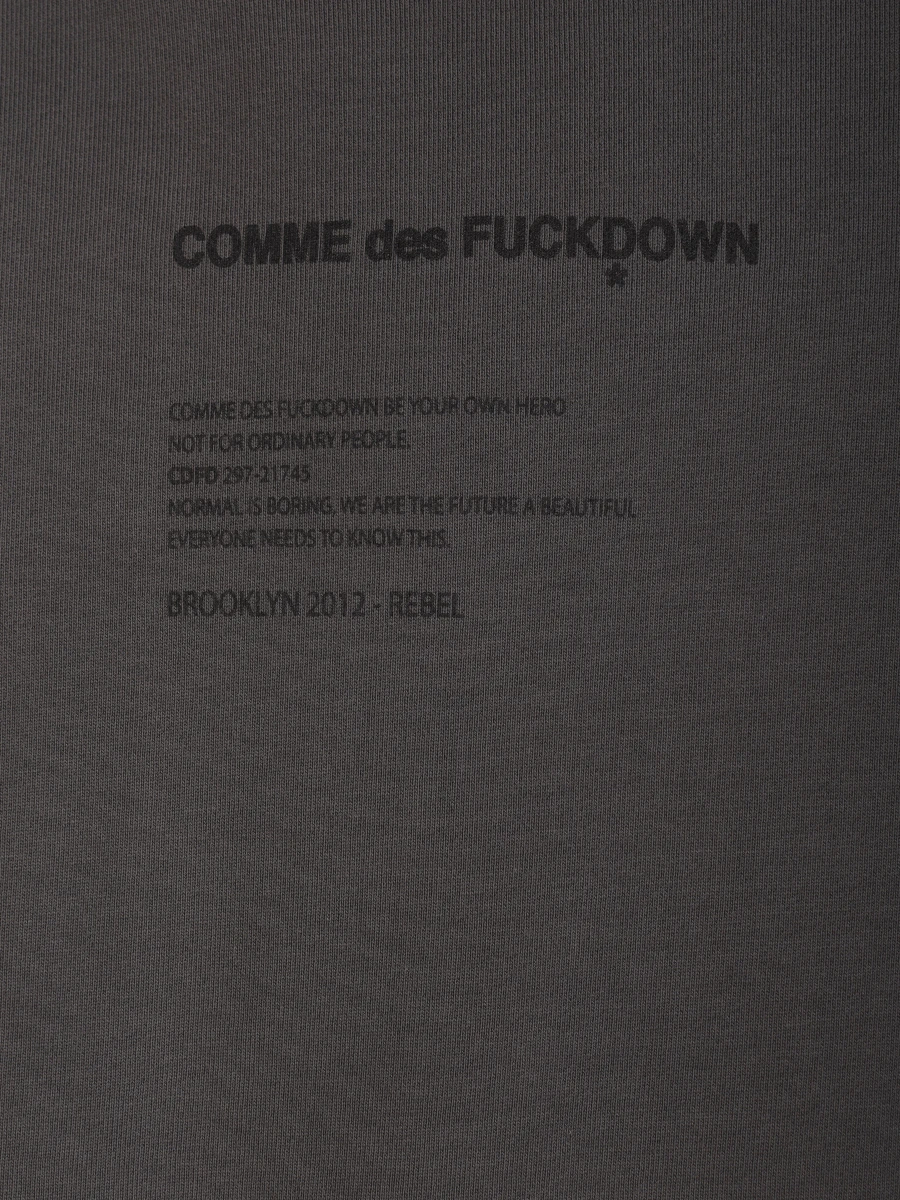 COMME des FUCKDOWN
*
COMME DES FUCKDOWN BE YOUR OWN HERO
NOT FOR ORDINARY PEOPLE.
CDFD 297-21745
NORMAL IS BORING. WE ARE THE FUTURE A BEAUTIFUL
EVERYONE NEEDS TO KNOW THIS.
BROOKLYN 2012 - REBEL